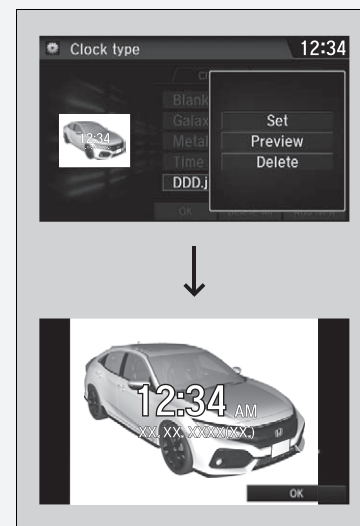 Clock type
12:34
Blank
Galax
12:34
Metal
Time
DDD.j
Set
Preview
Delete
OK
12:34 AM
XX. XX. XXXX(XX.)
OK